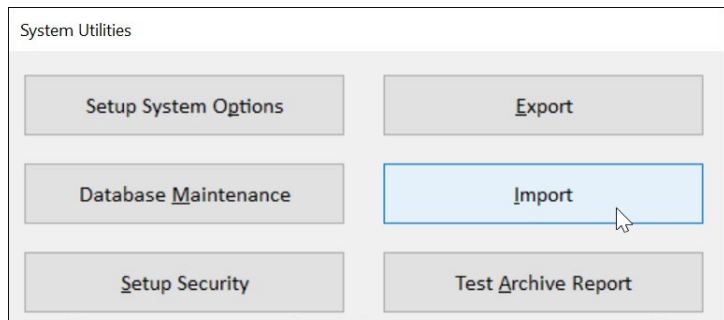 System Utilities
Setup System Options
Export
Database Maintenance
Import
Setup Security
Test Archive Report